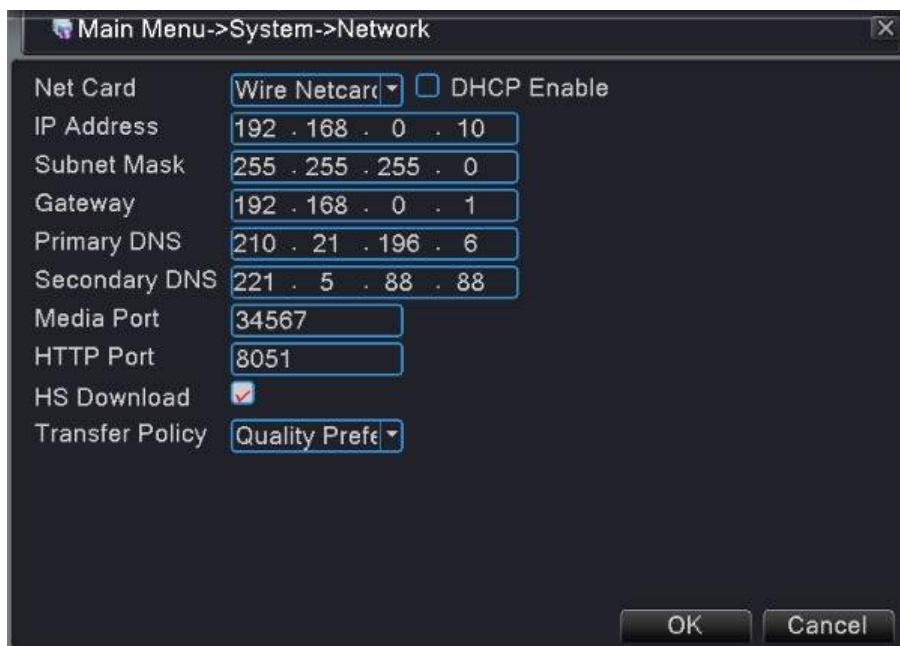 Main Menu->System->Network
Net Card Wire Netcard DHCP Enable
IP Address 192 . 168 . 0 . 10
Subnet Mask 255 . 255 . 255 . 0
Gateway 192 . 168 . 0 . 1
Primary DNS 210 . 21 . 196 . 6
Secondary DNS 221 . 5 . 88 . 88
Media Port 34567
HTTP Port 8051
HS Download
Transfer Policy Quality Prefe
OK Cancel